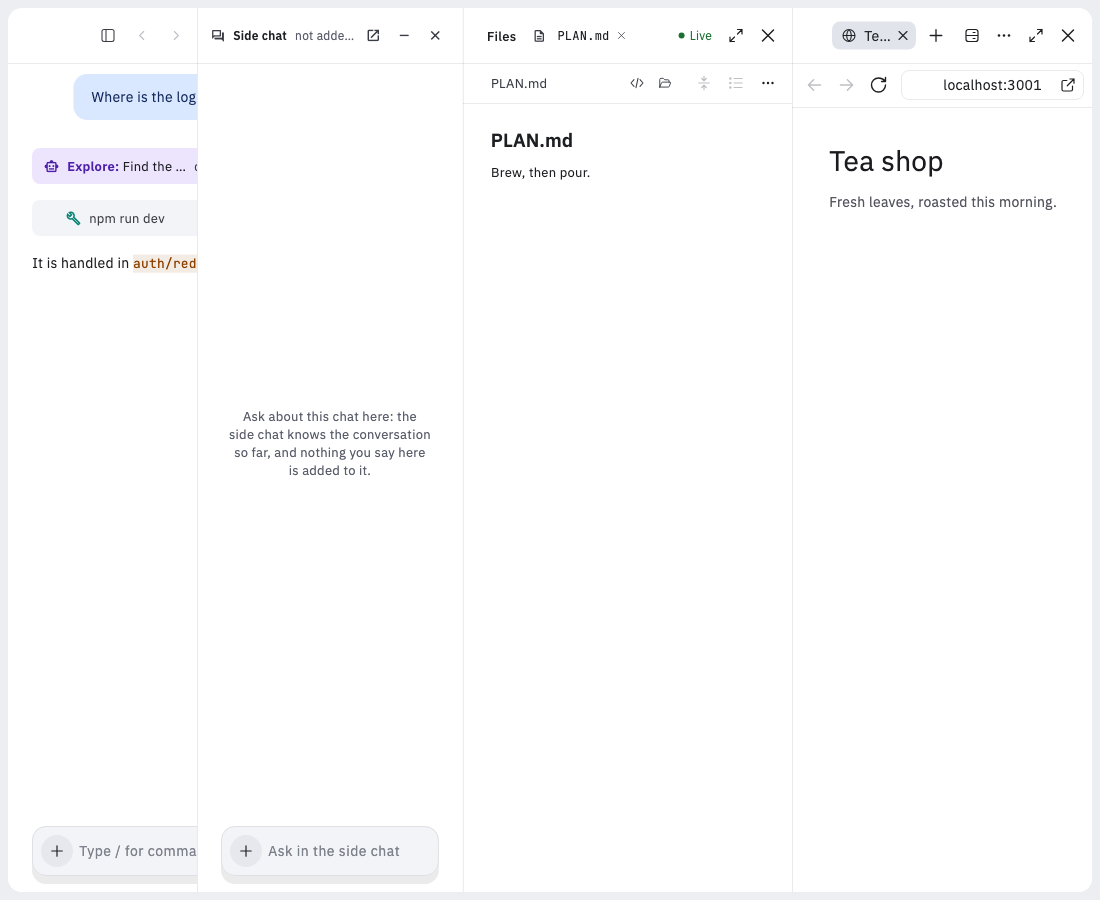 Where is the log
Explore: Find the ...
npm run dev
It is handled in auth/red
Type / for comma
Side chat not adde...
Ask about this chat here: the
side chat knows the conversation
so far, and nothing you say here
is added to it.
Ask in the side chat
Files PLAN.md Live
PLAN.md
PLAN.md
Brew, then pour.
Te...
localhost:3001
Tea shop
Fresh leaves, roasted this morning.